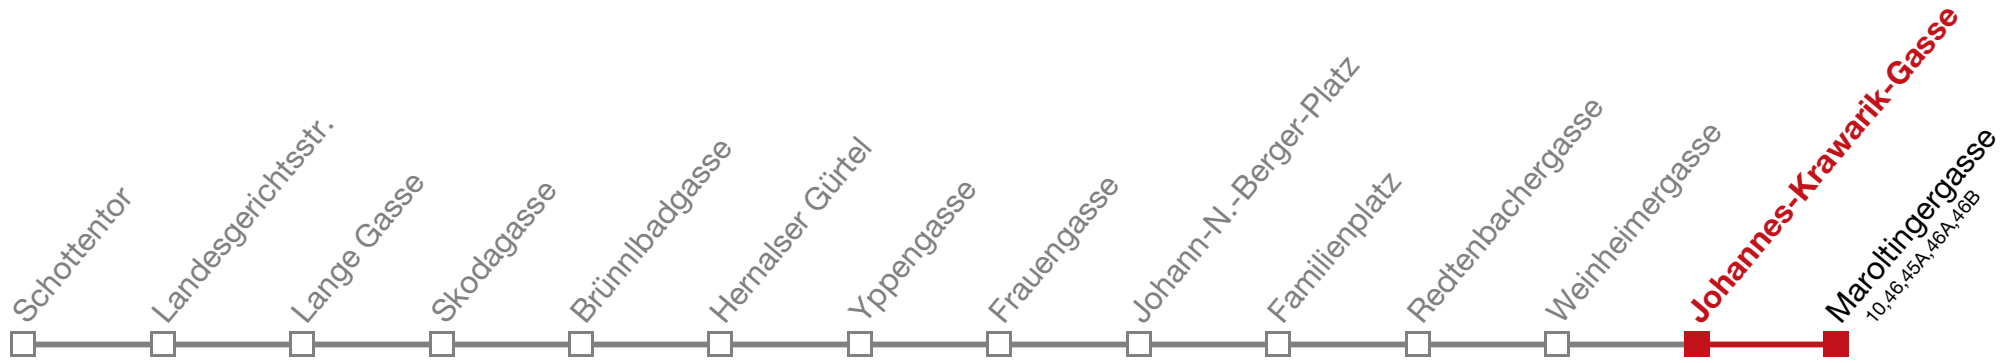 Schottentor
Landesgerichtsstr.
Lange Gasse
Skodagasse
Brünnlbadgasse
Hernalser Gürtel
Yppengasse
Frauengasse
Johann-N.-Berger-Platz
Familienplatz
Redtenbachergasse
Weinheimergasse
Johannes-Krawarik-Gasse
Maroltingergasse
10,46,45A,46A,46B